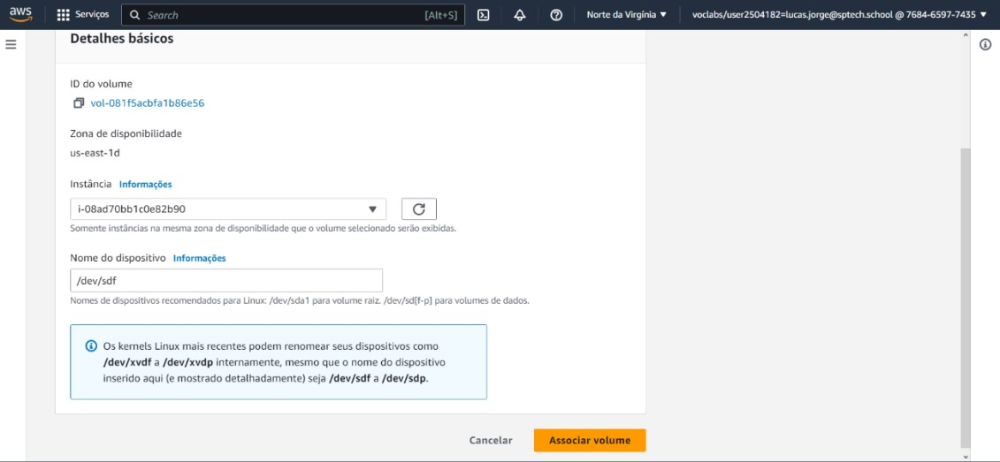 aws
Serviços
Search
[Alt+S]
Norte da Virgínia
voclabs/user2504182=lucas.jorge@sptech.school @ 7684-6597-7435
Detalhes básicos
ID do volume
vol-081f5acbfa1b86e56
Zona de disponibilidade
us-east-1d
Instância Informações
i-08ad70bb1c0e82b90
Somente instâncias na mesma zona de disponibilidade que o volume selecionado serão exibidas.
Nome do dispositivo Informações
/dev/sdf
Nomes de dispositivos recomendados para Linux: /dev/sda1 para volume raiz. /dev/sd[f-p] para volumes de dados.
Os kernels Linux mais recentes podem renomear seus dispositivos como
/dev/xvdf a /dev/xvdp internamente, mesmo que o nome do dispositivo
inserido aqui (e mostrado detalhadamente) seja /dev/sdf a /dev/sdp.
Cancelar
Associar volume